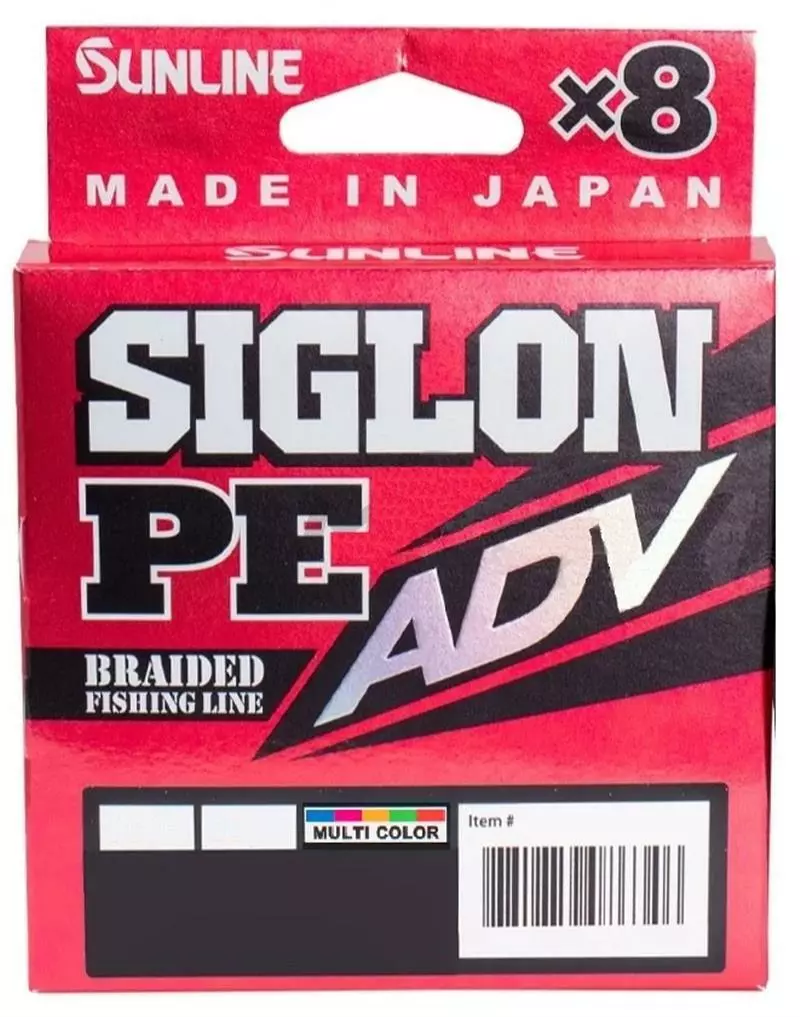 SUNLINE ×8
MADE IN JAPAN
SUNLINE
SIGLON
PE ADV
BRAIDED
FISHING LINE
MULTI COLOR
Item #